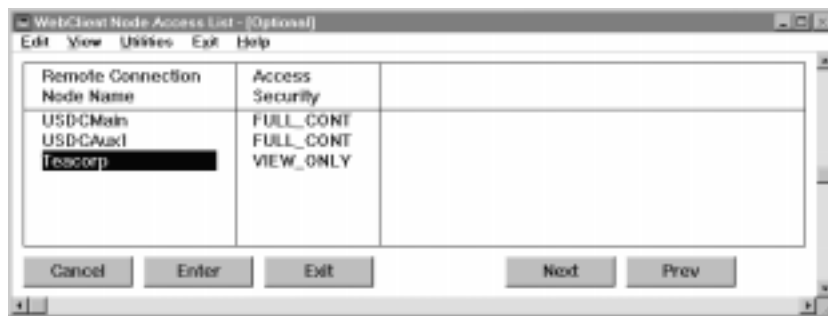 WebClient Node Access List - [Optional]
Edit View Utilities Exit Help
Remote Connection Access
Node Name Security
USDCMain FULL_CONT
USDCAux1 FULL_CONT
Teacorp VIEW_ONLY
Cancel Enter Exit Next Prev